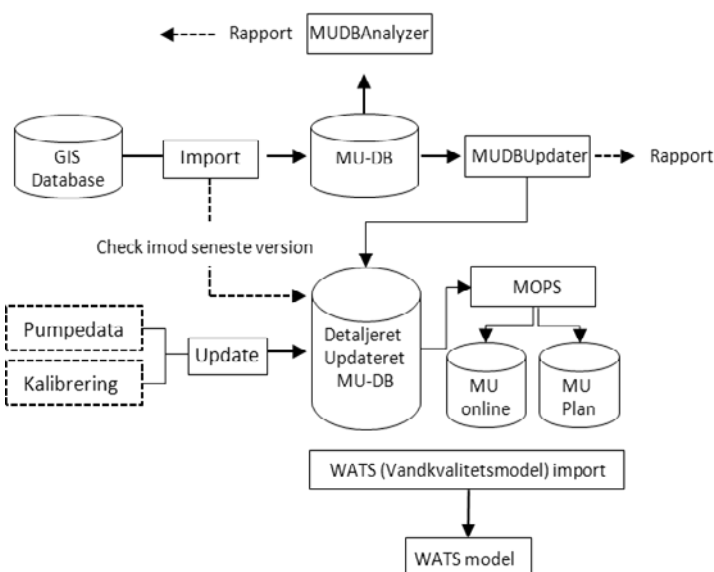 Rapport
MUDBAnalyzer
GIS
Database
Import
MU-DB
MUDBUpdater
Rapport
Check imod seneste version
Pumpedata
Kalibrering
Update
Detaljeret
Updateret
MU-DB
MOPS
MU
online
MU
Plan
WATS (Vandkvalitetsmodel) import
WATS model